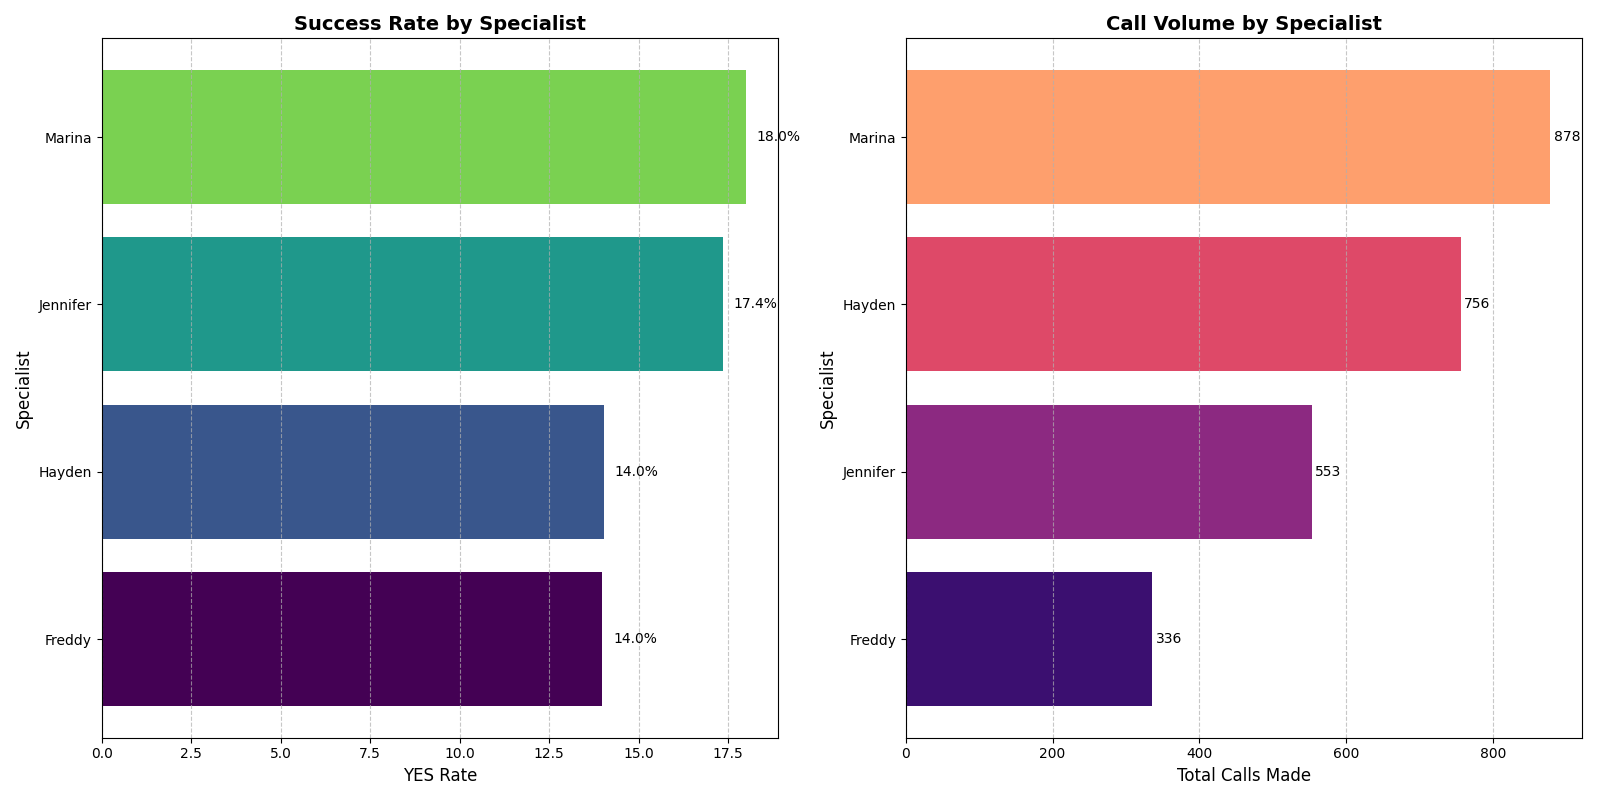 Success Rate by Specialist
Specialist
Marina
18.0%
Jennifer
17.4%
Hayden
14.0%
Freddy
14.0%
0.0 2.5 5.0 7.5 10.0 12.5 15.0 17.5
YES Rate
Call Volume by Specialist
Specialist
Marina
878
Hayden
756
Jennifer
553
Freddy
336
0 200 400 600 800
Total Calls Made